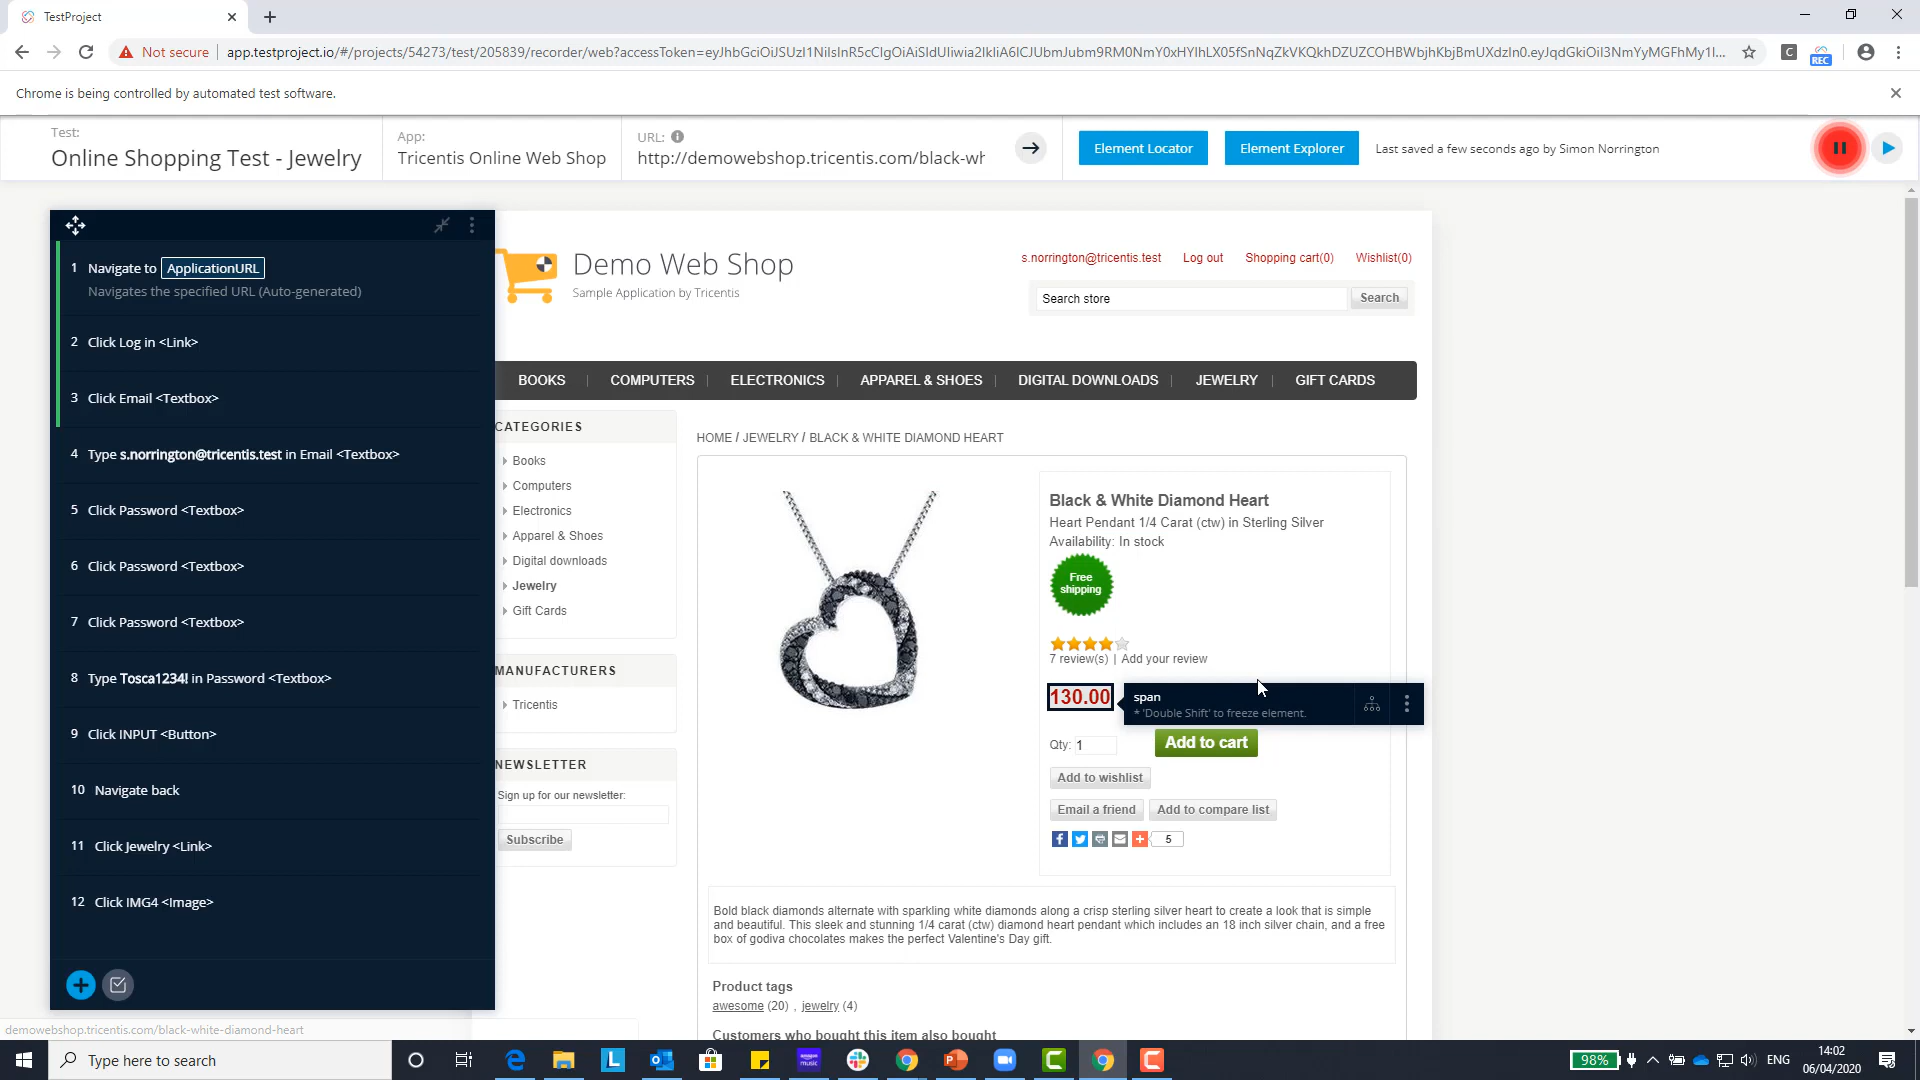 TestProject
Not secure
app.testproject.io/#/projects/54273/test/205839/recorder/web?accessToken=
REC
Chrome is being controlled by automated test software.
Test:
Online Shopping Test - Jewelry
App:
Tricentis Online Web Shop
URL:
http://demowebshop.tricentis.com/black-wh
Element Locator
Element Explorer
Last saved a few seconds ago by Simon Norrington
1 Navigate to ApplicationURL
Navigates the specified URL (Auto-generated)
2 Click Log in <Link>
3 Click Email <Textbox>
4 Type s.norrington@tricentis.test in Email <Textbox>
5 Click Password <Textbox>
6 Click Password <Textbox>
7 Click Password <Textbox>
8 Type Tosca1234! in Password <Textbox>
9 Click INPUT <Button>
10 Navigate back
11 Click Jewelry <Link>
12 Click IMG4 <Image>
Demo Web Shop
Sample Application by Tricentis
s.norrington@tricentis.test Log out Shopping cart(0) Wishlist(0)
Search store
Search
BOOKS COMPUTERS ELECTRONICS APPAREL & SHOES DIGITAL DOWNLOADS JEWELRY GIFT CARDS
CATEGORIES
Books
Computers
Electronics
Apparel & Shoes
Digital downloads
Jewelry
Gift Cards
MANUFACTURERS
Tricentis
NEWSLETTER
Sign up for our newsletter:
Subscribe
HOME / JEWELRY / BLACK & WHITE DIAMOND HEART
Black & White Diamond Heart
Heart Pendant 1/4 Carat (ctw) in Sterling Silver
Availability: In stock
Free
shipping
7 review(s) | Add your review
130.00
span
* 'Double Shift' to freeze element.
Qty: 1
Add to cart
Add to wishlist
Email a friend Add to compare list
5
Bold black diamonds alternate with sparkling white diamonds along a crisp sterling silver heart to create a look that is simple
and beautiful. This sleek and stunning 1/4 carat (ctw) diamond heart pendant which includes an 18 inch silver chain, and a free
box of godiva chocolates makes the perfect Valentine's Day gift.
Product tags
awesome (20) , jewelry (4)
Customers who bought this item also bought
demowebshop.tricentis.com/black-white-diamond-heart
Type here to search
98%
ENG
14:02
06/04/2020